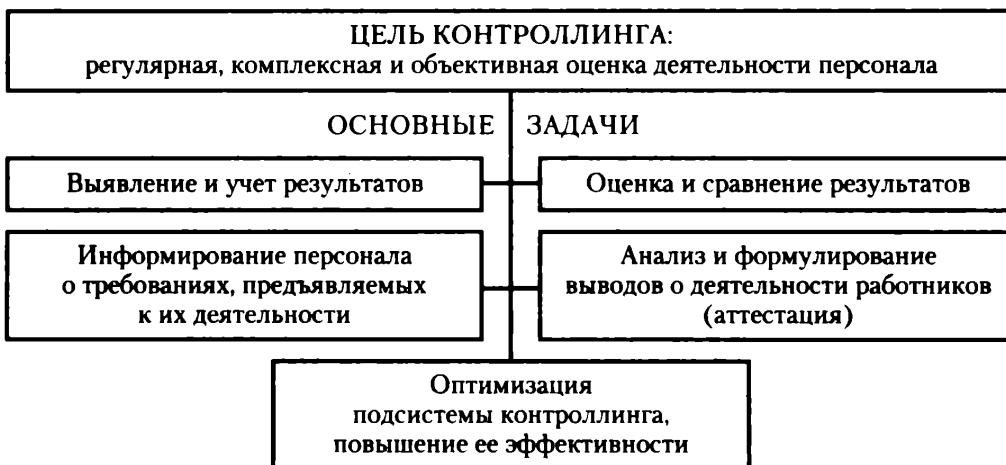 ЦЕЛЬ КОНТРОЛЛИНГА:
регулярная, комплексная и объективная оценка деятельности персонала
ОСНОВНЫЕ ЗАДАЧИ
Выявление и учет результатов
Оценка и сравнение результатов
Информирование персонала
о требованиях, предъявляемых
к их деятельности
Анализ и формулирование
выводов о деятельности работников
(аттестация)
Оптимизация
подсистемы контроллинга,
повышение ее эффективности